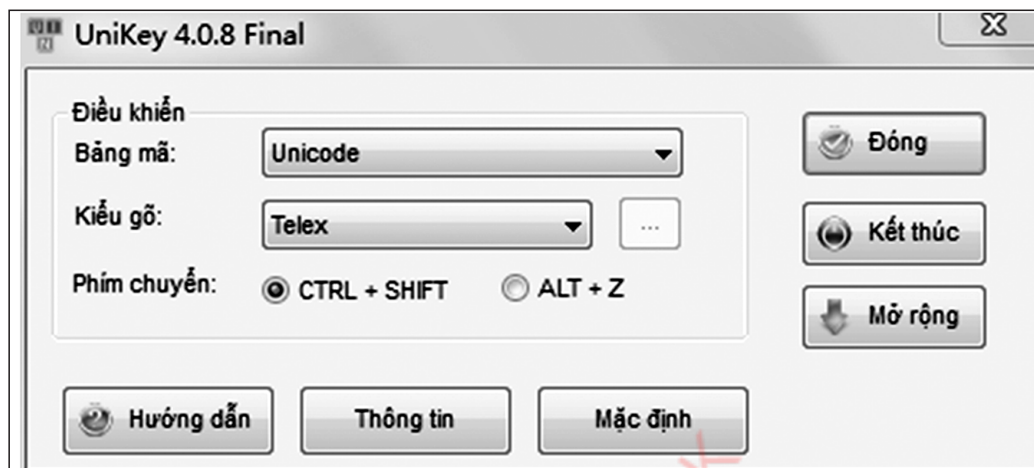 UniKey 4.0.8 Final
Điều khiển
Bảng mã: Unicode
Đóng
Kiểu gõ: Telex ...
Kết thúc
Phím chuyển: CTRL + SHIFT ALT + Z
Mở rộng
Hướng dẫn Thông tin Mặc định